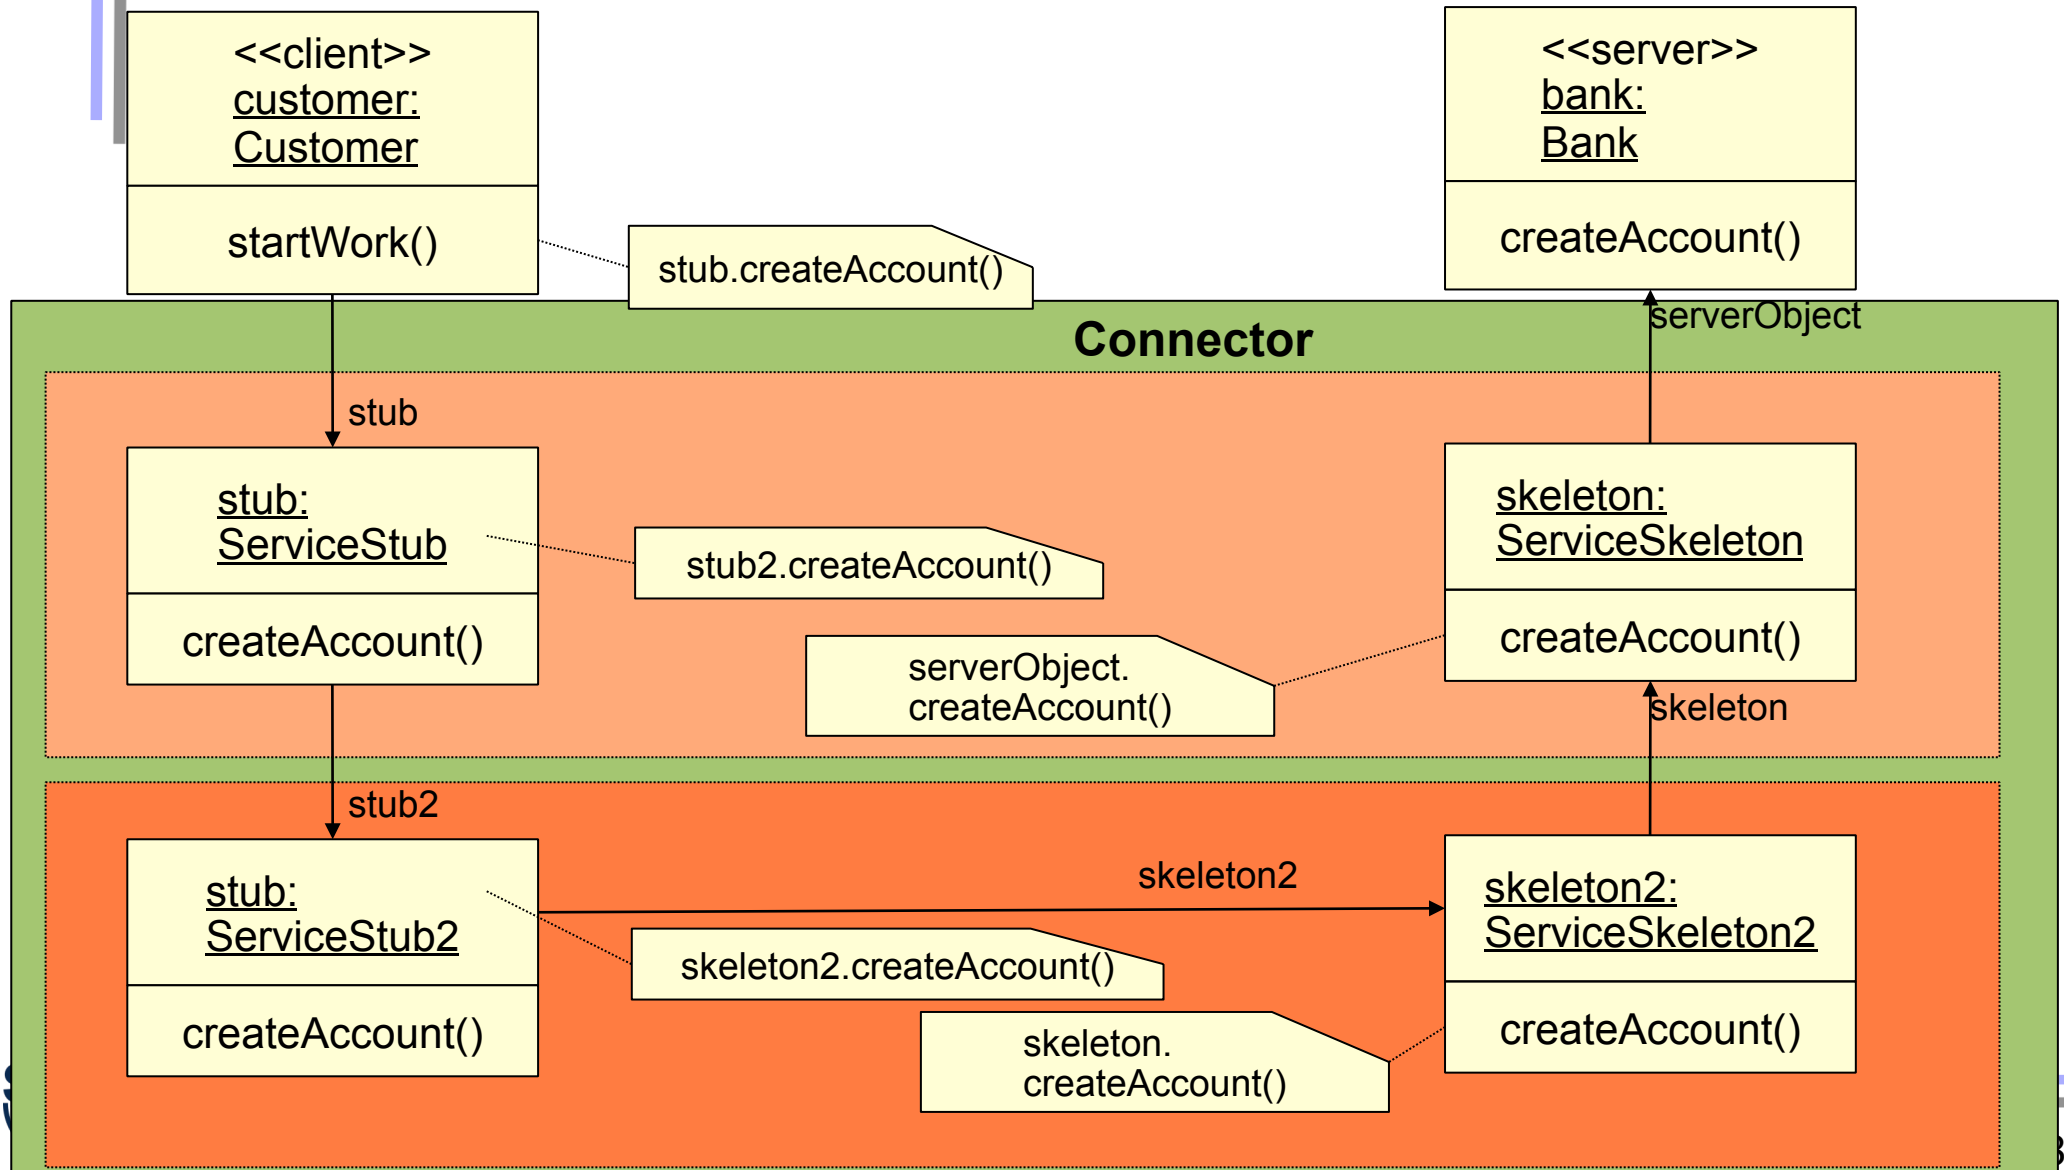 <<client>>
customer:
Customer
startWork()
stub.createAccount()
<<server>>
bank:
Bank
createAccount()
serverObject
Connector
stub
stub:
ServiceStub
createAccount()
stub2.createAccount()
skeleton:
ServiceSkeleton
createAccount()
serverObject.
createAccount()
skeleton
stub2
stub:
ServiceStub2
createAccount()
skeleton2
skeleton2.createAccount()
skeleton2:
ServiceSkeleton2
createAccount()
skeleton.
createAccount()